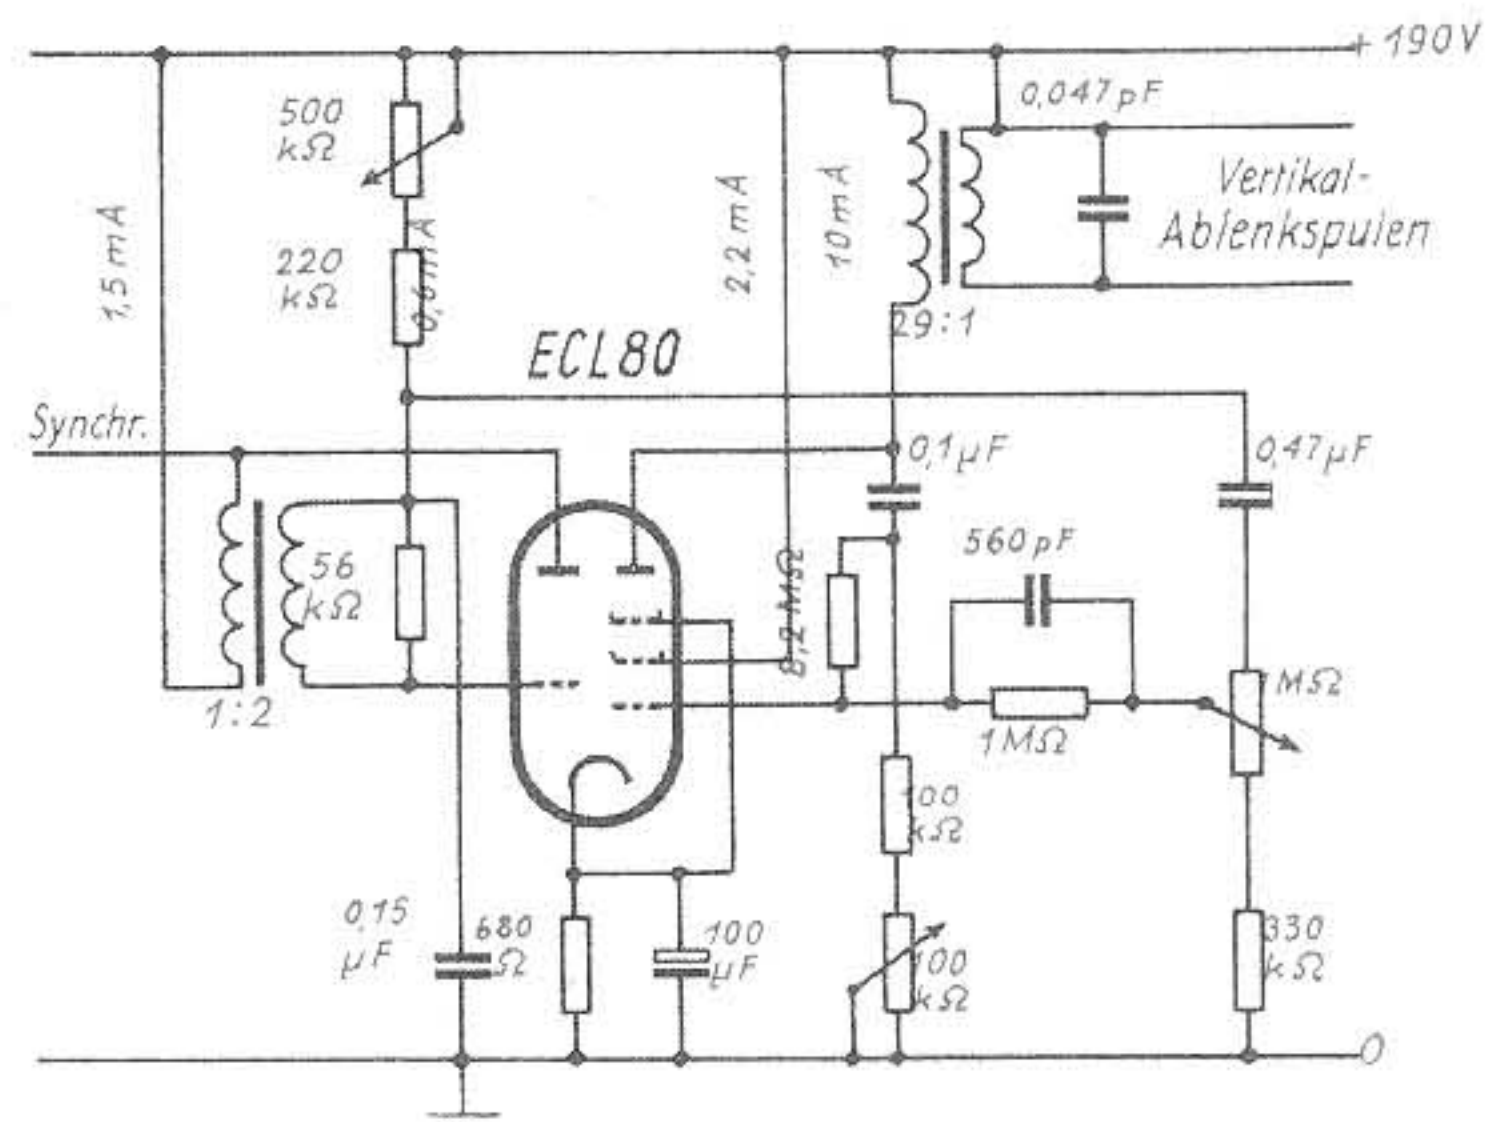 + 190V
0,047pF
500
kΩ
Vertikal-
Ablenkspulen
1,5mA
2,2mA
10mA
220
kΩ
0,6mA
29:1
ECL80
Synchr.
0,1µF
0,47µF
560pF
56
kΩ
8,2MΩ
1MΩ
1:2
1MΩ
100
kΩ
0,15
µF
680
Ω
100
µF
100
kΩ
330
kΩ
0